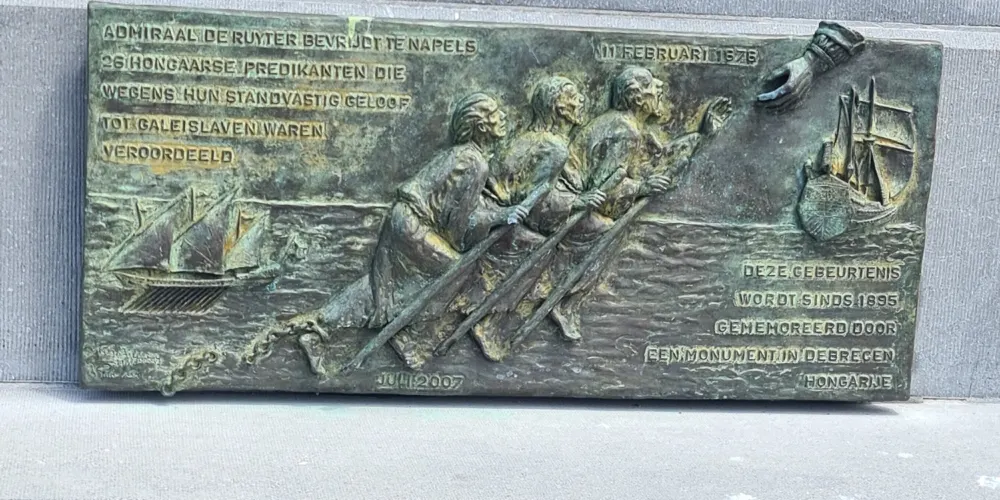 ADMIRAAL DE RUYTER BEVRIJDT TE NAPELS
26 HONGAARSE PREDIKANTEN DIE
WEGENS HUN STANDVASTIG GELOOF
TOT GALEISLAVEN WAREN
VEROORDEELD
11 FEBRUARI 1676
DEZE GEBEURTENIS
WORDT SINDS 1895
GEMEMOREERD DOOR
EEN MONUMENT IN DEBRECEN
HONGARIJE
JULI 2007